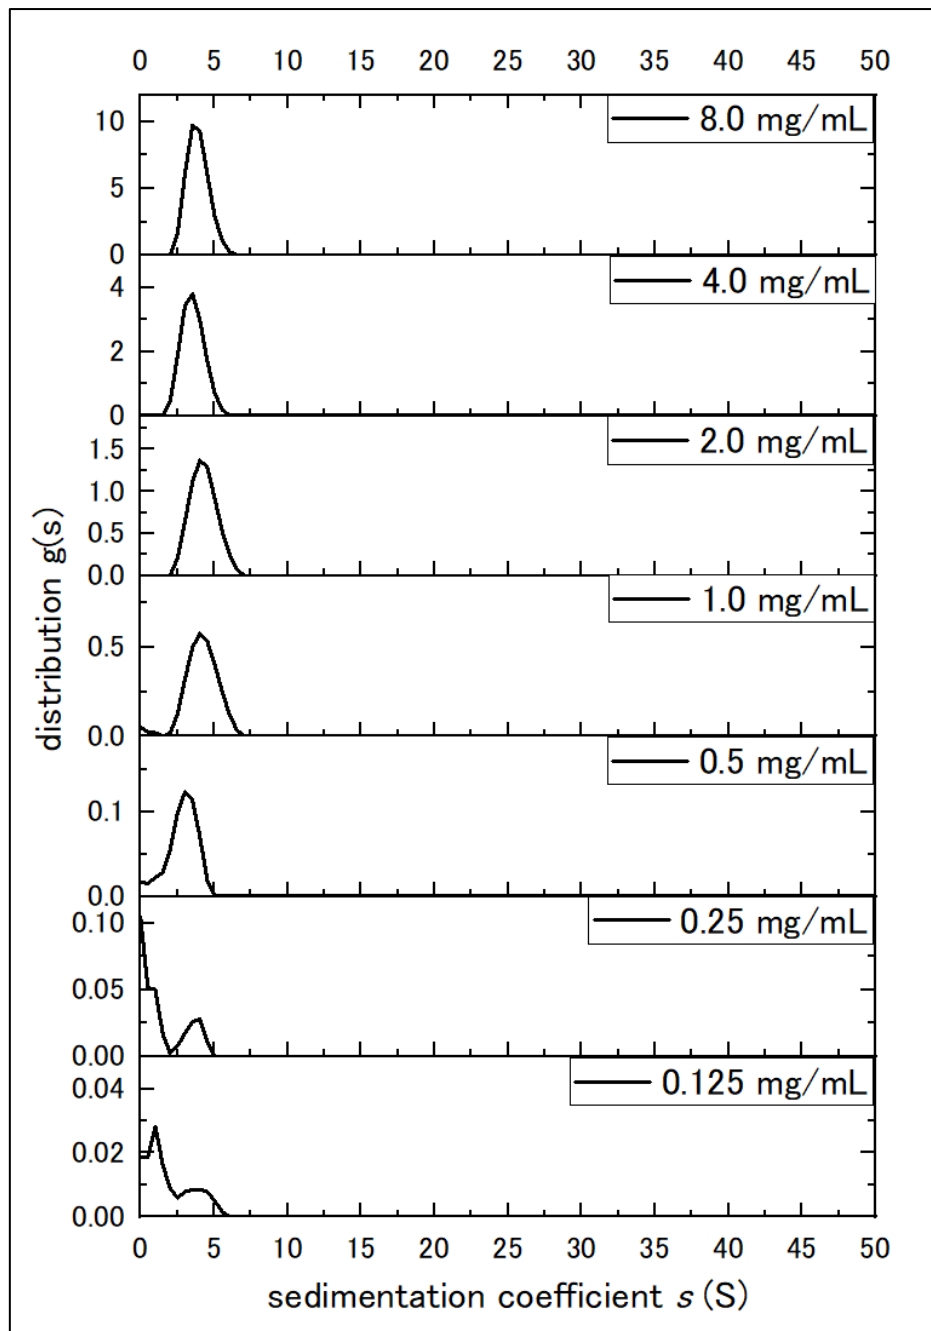 0 5 10 15 20 25 30 35 40 45 50
10
5
0
8.0 mg/mL
4
2
0
4.0 mg/mL
1.5
1.0
0.5
0.0
2.0 mg/mL
0.5
0.0
1.0 mg/mL
0.1
0.0
0.5 mg/mL
0.10
0.05
0.00
0.25 mg/mL
0.04
0.02
0.00
0.125 mg/mL
distribution g(s)
0 5 10 15 20 25 30 35 40 45 50
sedimentation coefficient s (S)